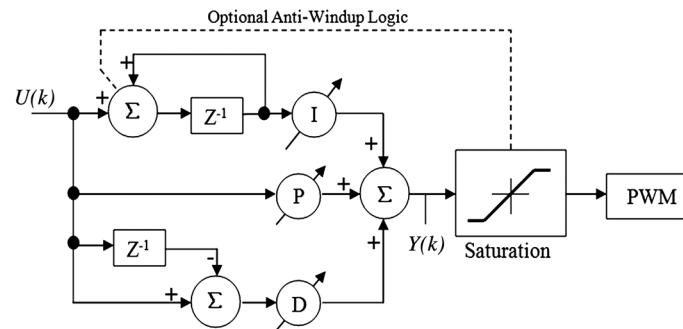 Optional Anti-Windup Logic
+
U(k)
+
Σ
Z-1
I
+
P
+
Σ
PWM
Y(k)
Saturation
+
Z-1
-
+
Σ
D